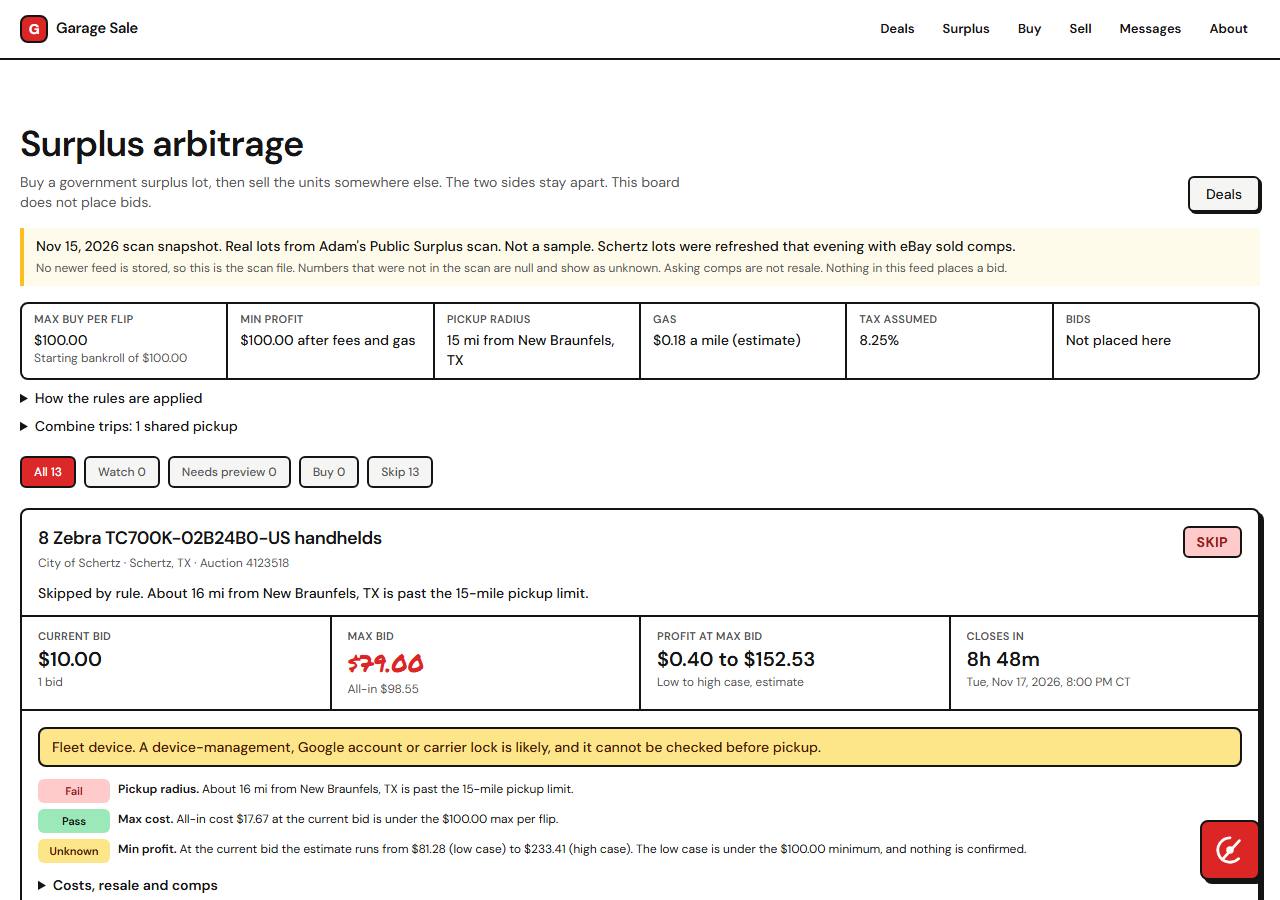 G Garage Sale Deals Surplus Buy Sell Messages About
Surplus arbitrage
Buy a government surplus lot, then sell the units somewhere else. The two sides stay apart. This board
does not place bids.
Deals
Nov 15, 2026 scan snapshot. Real lots from Adam's Public Surplus scan. Not a sample. Schertz lots were refreshed that evening with eBay sold comps.
No newer feed is stored, so this is the scan file. Numbers that were not in the scan are null and show as unknown. Asking comps are not resale. Nothing in this feed places a bid.
MAX BUY PER FLIP
$100.00
Starting bankroll of $100.00
MIN PROFIT
$100.00 after fees and gas
PICKUP RADIUS
15 mi from New Braunfels,
TX
GAS
$0.18 a mile (estimate)
TAX ASSUMED
8.25%
BIDS
Not placed here
How the rules are applied
Combine trips: 1 shared pickup
All 13 Watch 0 Needs preview 0 Buy 0 Skip 13
8 Zebra TC700K-02B24B0-US handhelds
City of Schertz · Schertz, TX · Auction 4123518
SKIP
Skipped by rule. About 16 mi from New Braunfels, TX is past the 15-mile pickup limit.
CURRENT BID
$10.00
1 bid
MAX BID
$79.00
All-in $98.55
PROFIT AT MAX BID
$0.40 to $152.53
Low to high case, estimate
CLOSES IN
8h 48m
Tue, Nov 17, 2026, 8:00 PM CT
Fleet device. A device-management, Google account or carrier lock is likely, and it cannot be checked before pickup.
Fail Pickup radius. About 16 mi from New Braunfels, TX is past the 15-mile pickup limit.
Pass Max cost. All-in cost $17.67 at the current bid is under the $100.00 max per flip.
Unknown Min profit. At the current bid the estimate runs from $81.28 (low case) to $233.41 (high case). The low case is under the $100.00 minimum, and nothing is confirmed.
Costs, resale and comps